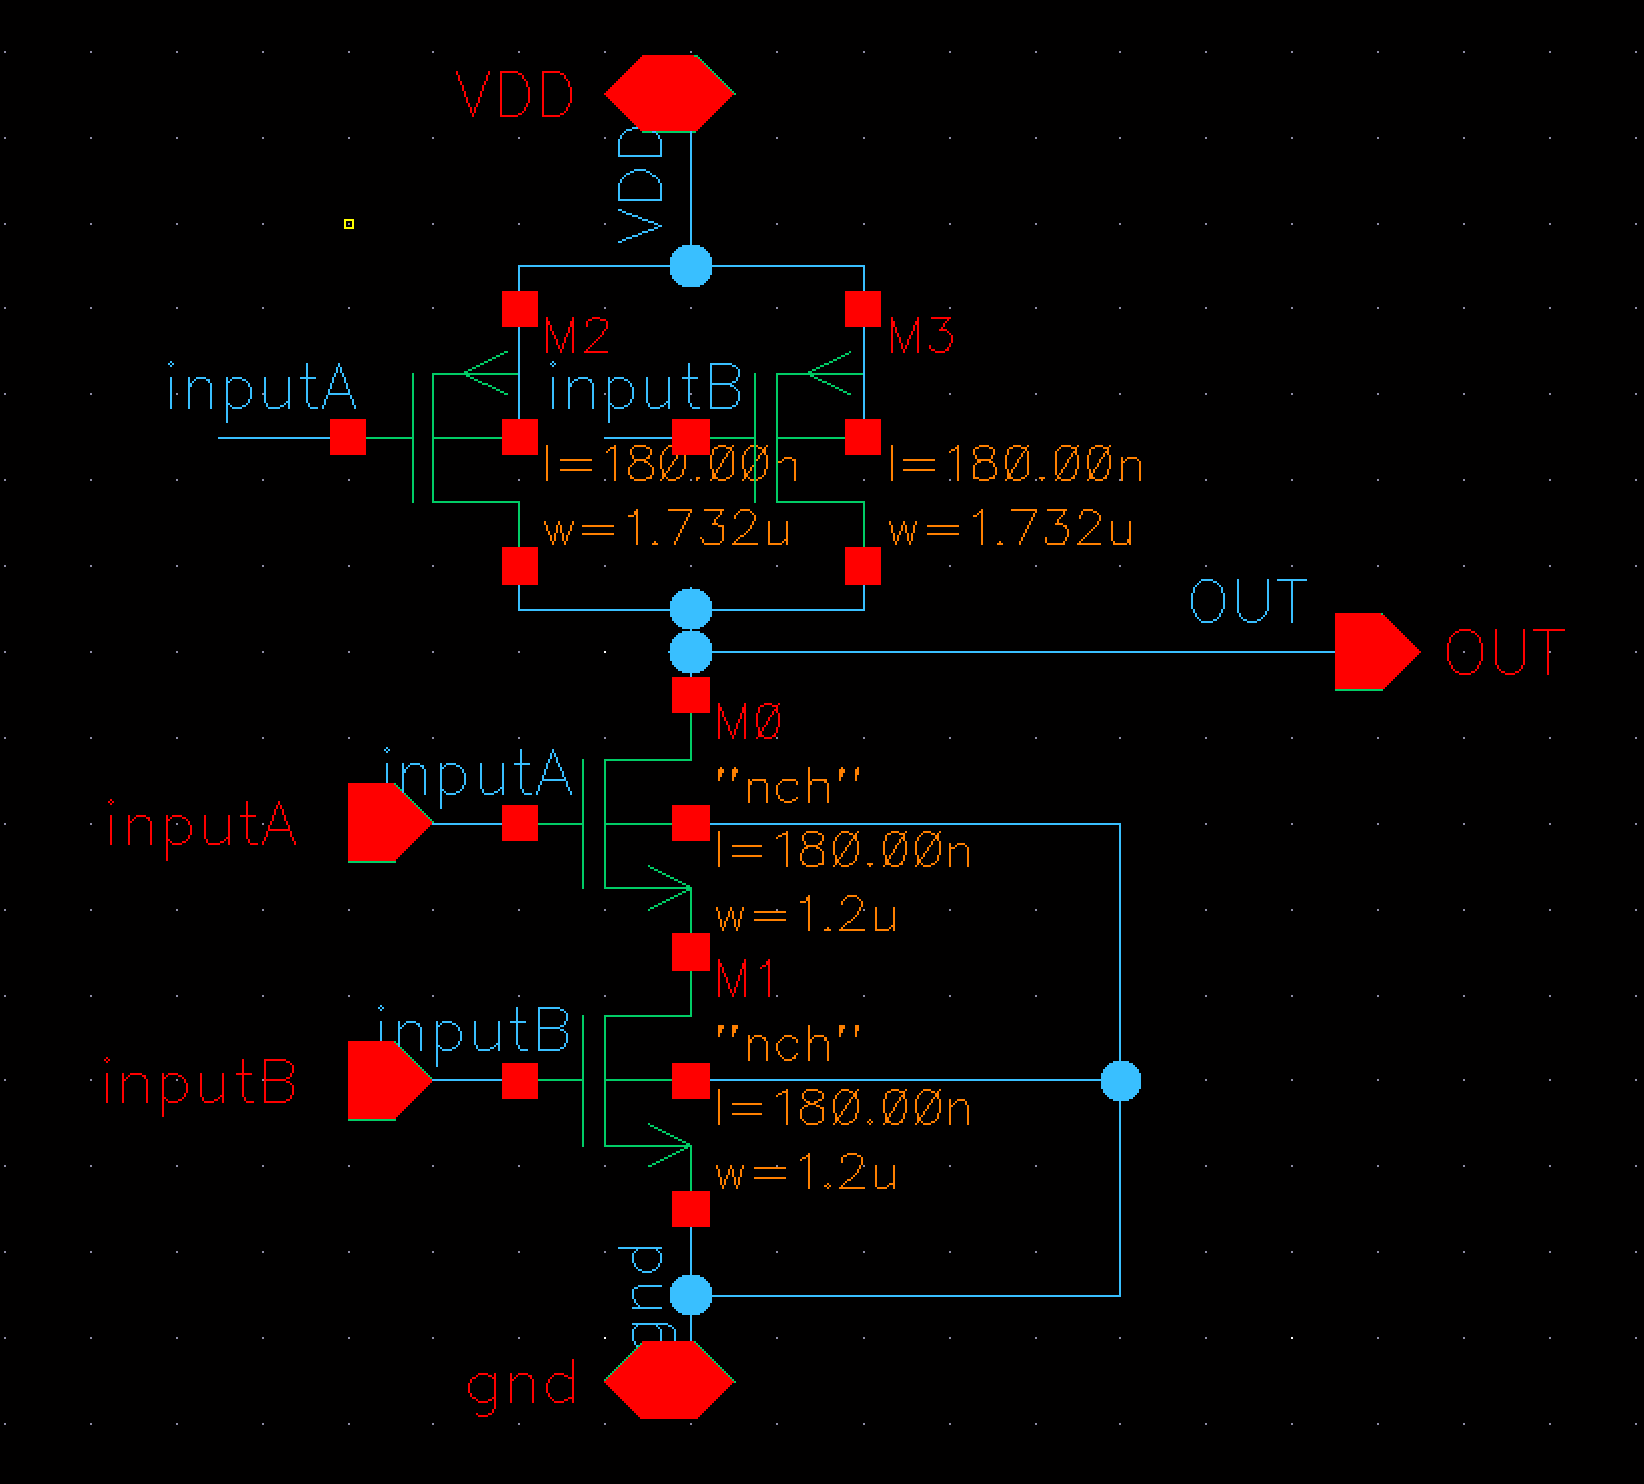 VDD
VDD
M2
M3
inputA
inputB
l=180.00n
l=180.00n
w=1.732u
w=1.732u
OUT
OUT
M0
inputA
"nch"
inputA
l=180.00n
w=1.2u
M1
inputB
"nch"
inputB
l=180.00n
w=1.2u
gnd
gnd